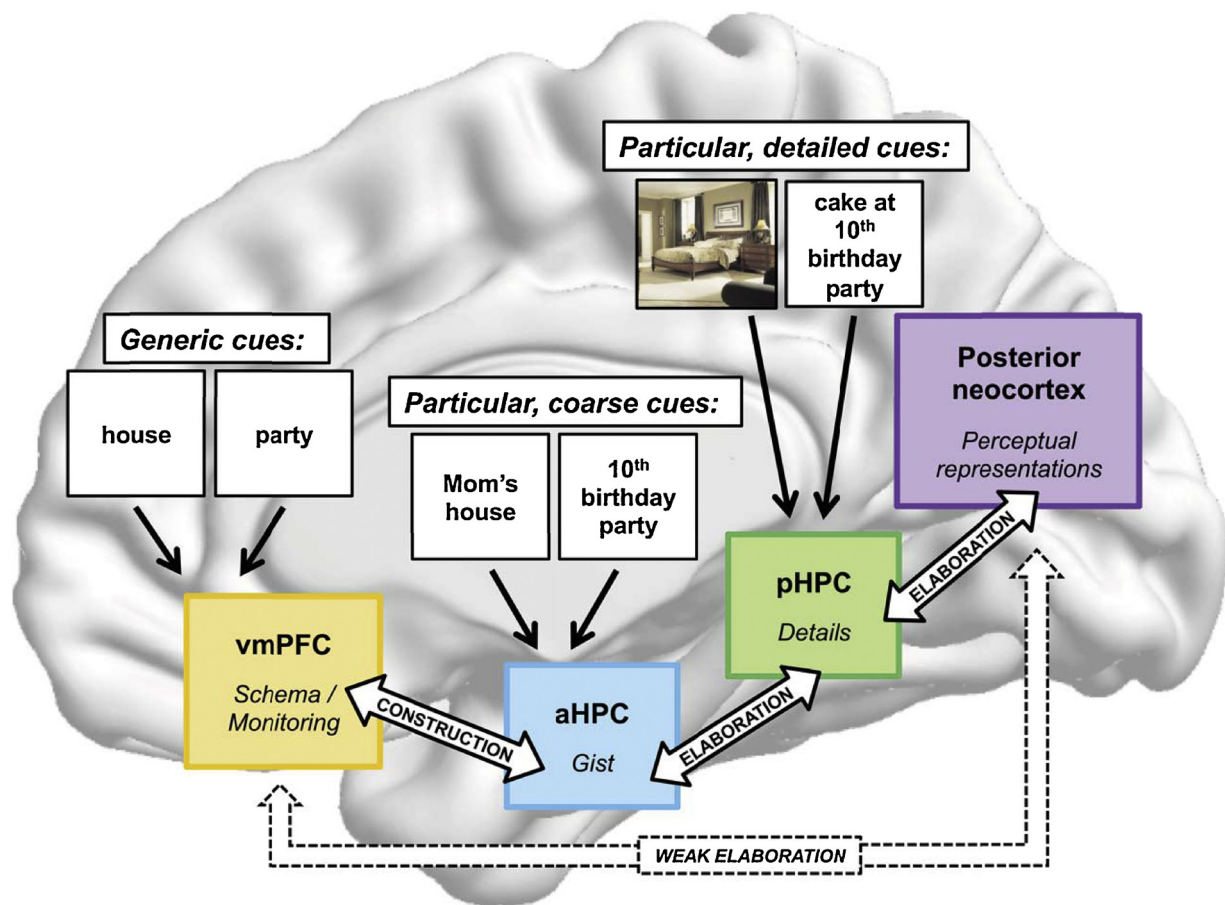 Particular, detailed cues:
cake at
10th
birthday
party
Generic cues:
house
party
Particular, coarse cues:
Mom’s
house
10th
birthday
party
Posterior
neocortex
Perceptual
representations
vmPFC
Schema /
Monitoring
CONSTRUCTION
aHPC
Gist
ELABORATION
pHPC
Details
ELABORATION
WEAK ELABORATION